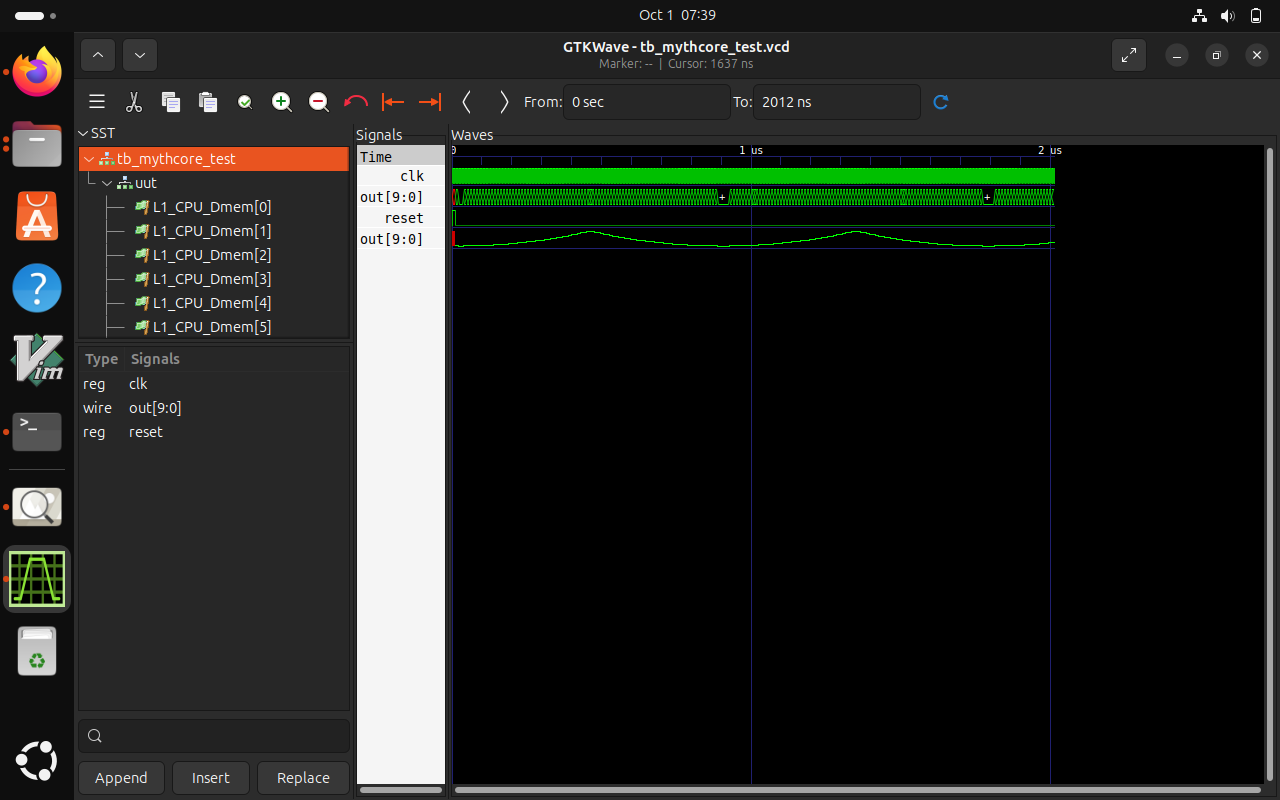 Oct 1 07:39
GTKWave - tb_mythcore_test.vcd
Marker: -- | Cursor: 1637 ns
From: 0 sec To: 2012 ns
SST
tb_mythcore_test
uut
L1_CPU_Dmem[0]
L1_CPU_Dmem[1]
L1_CPU_Dmem[2]
L1_CPU_Dmem[3]
L1_CPU_Dmem[4]
L1_CPU_Dmem[5]
Type Signals
reg clk
wire out[9:0]
reg reset
Append Insert Replace
Signals
Time
clk
out[9:0]
reset
out[9:0]
Waves
0 1 us 2 us
+ +
Vim
>_